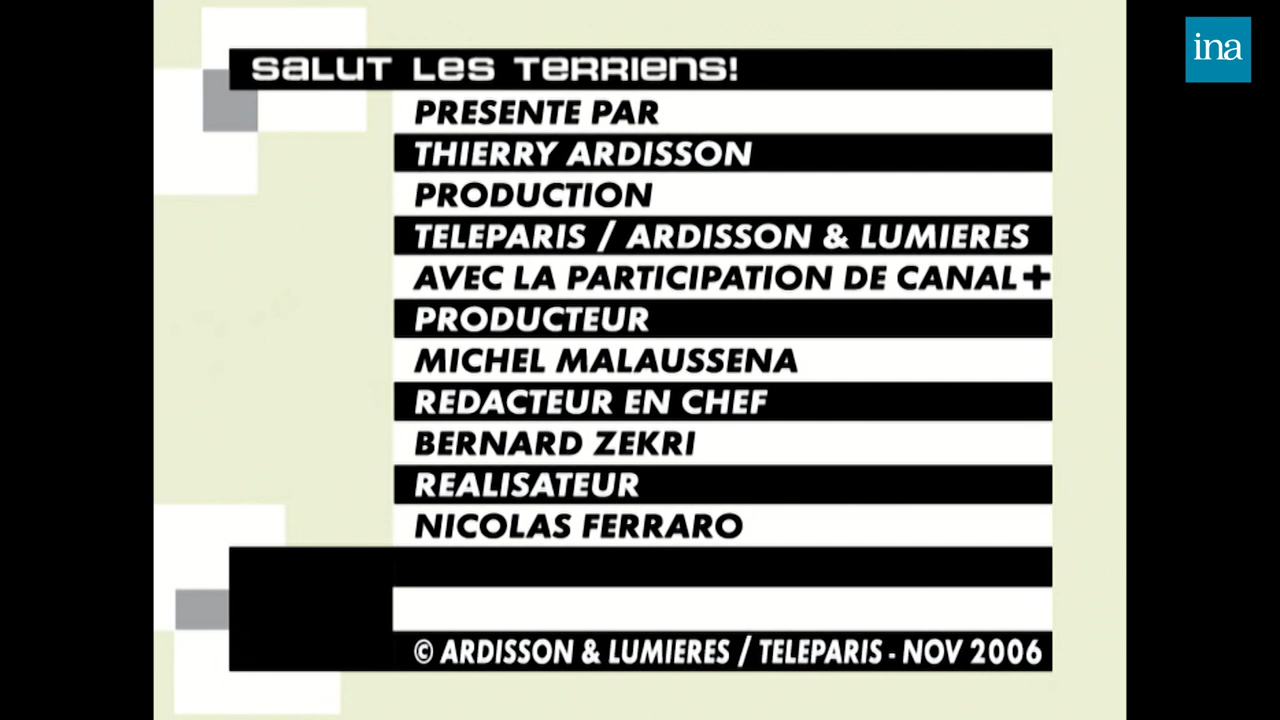 ina
SALUT LES TERRIENS!
PRESENTE PAR
THIERRY ARDISSON
PRODUCTION
TELEPARIS / ARDISSON & LUMIERES
AVEC LA PARTICIPATION DE CANAL+
PRODUCTEUR
MICHEL MALAUSSENA
REDACTEUR EN CHEF
BERNARD ZEKRI
REALISATEUR
NICOLAS FERRARO
© ARDISSON & LUMIERES / TELEPARIS - NOV 2006